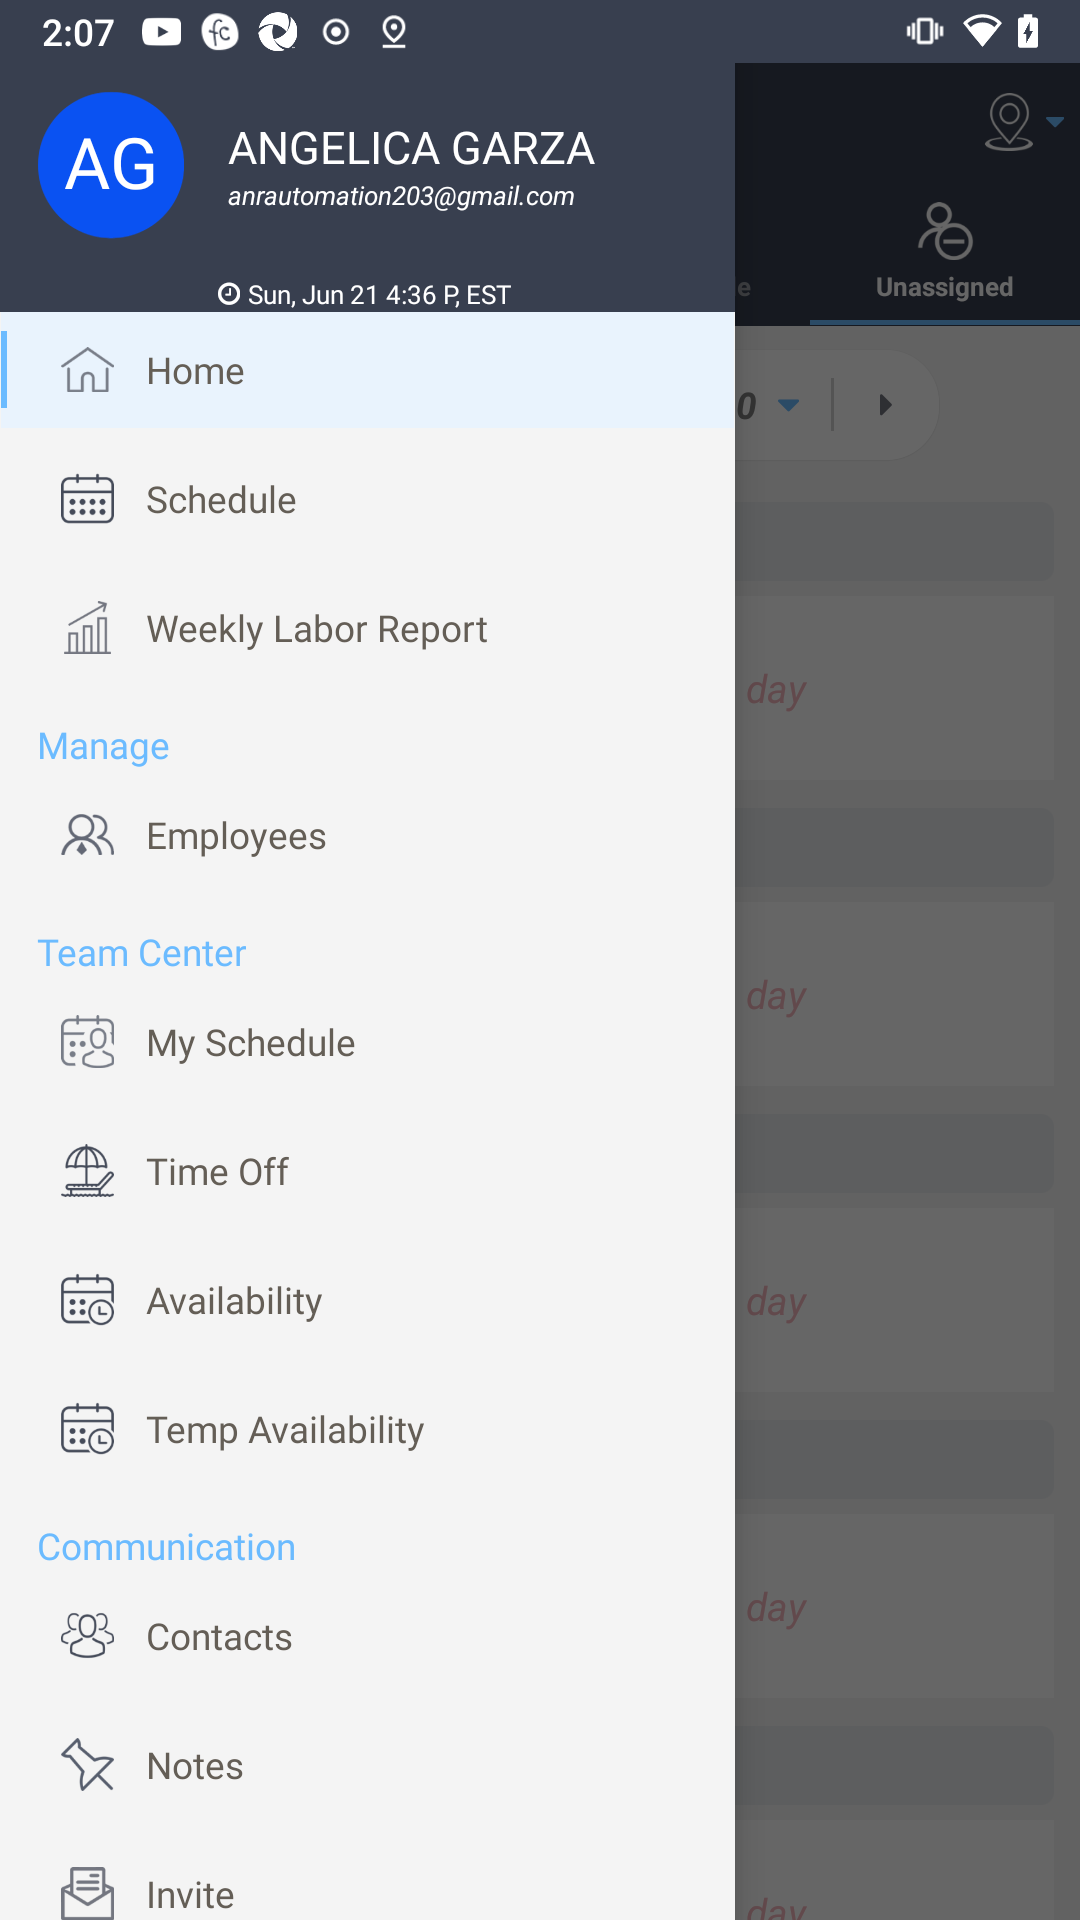 2:07
AG
ANGELICA GARZA
anrautomation203@gmail.com
Sun, Jun 21 4:36 P, EST
e
Unassigned
Home
0
Schedule
Weekly Labor Report
day
Manage
Employees
Team Center
day
My Schedule
Time Off
Availability
day
Temp Availability
Communication
day
Contacts
Notes
Invite
day